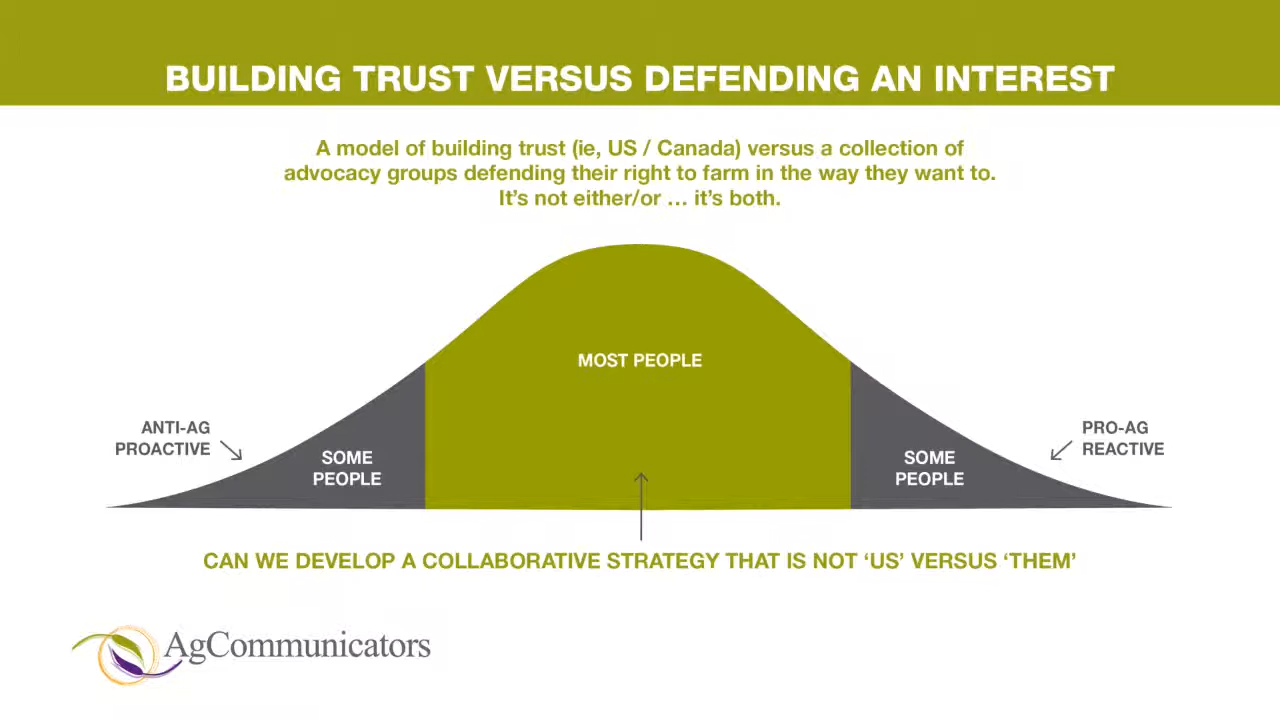 BUILDING TRUST VERSUS DEFENDING AN INTEREST
A model of building trust (ie, US / Canada) versus a collection of
advocacy groups defending their right to farm in the way they want to.
It’s not either/or … it’s both.
MOST PEOPLE
ANTI-AG
PROACTIVE
SOME
PEOPLE
SOME
PEOPLE
PRO-AG
REACTIVE
CAN WE DEVELOP A COLLABORATIVE STRATEGY THAT IS NOT ‘US’ VERSUS ‘THEM’
AgCommunicators